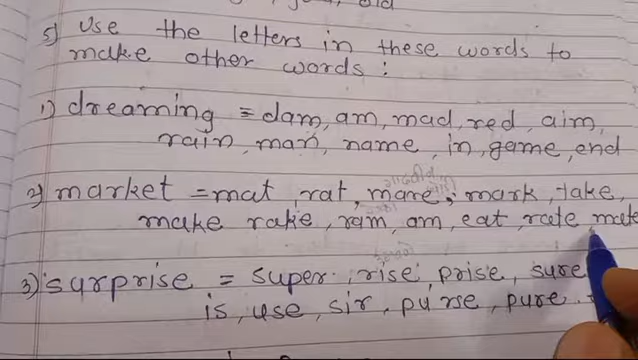 old
5) Use the letters in these words to
make other words :
1) dreaming = dam, am, mad, red, aim,
rain, man, name, in, game, end
2) market = mat, rat, mare, mark, take,
make rake, ram, am, eat, rate mate
3) surprise = super, rise, prise, sure
is, use, sir, purse, pure.